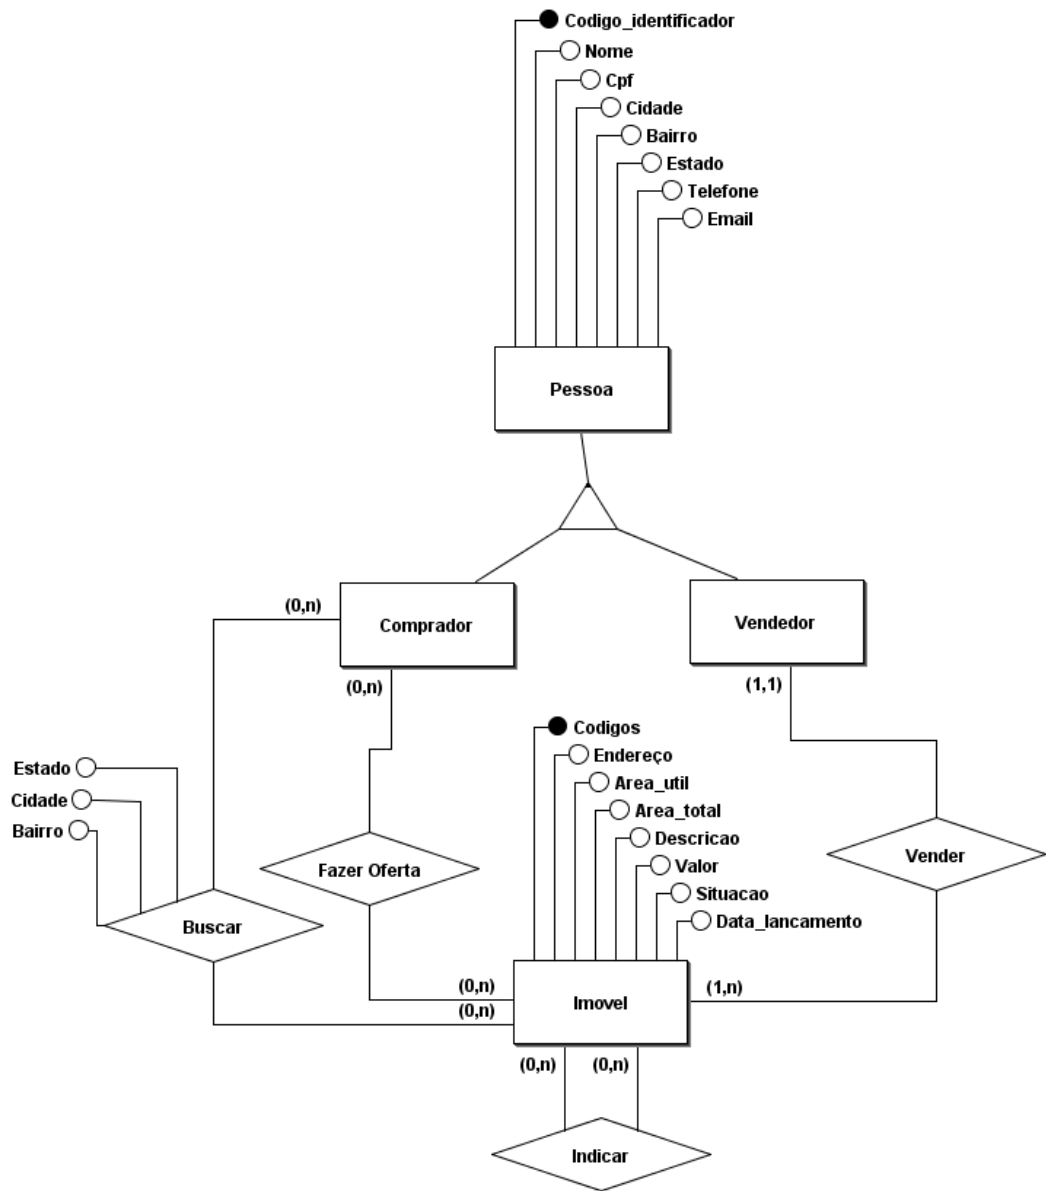 Codigo_identificador
Nome
Cpf
Cidade
Bairro
Estado
Telefone
Email
Pessoa
(0,n)
Comprador
Vendedor
(0,n)
(1,1)
Codigos
Endereço
Area_util
Area_total
Descricao
Valor
Situacao
Data_lancamento
Estado
Cidade
Bairro
Fazer Oferta
Vender
Buscar
(0,n)
(0,n)
Imovel
(1,n)
(0,n)
(0,n)
Indicar